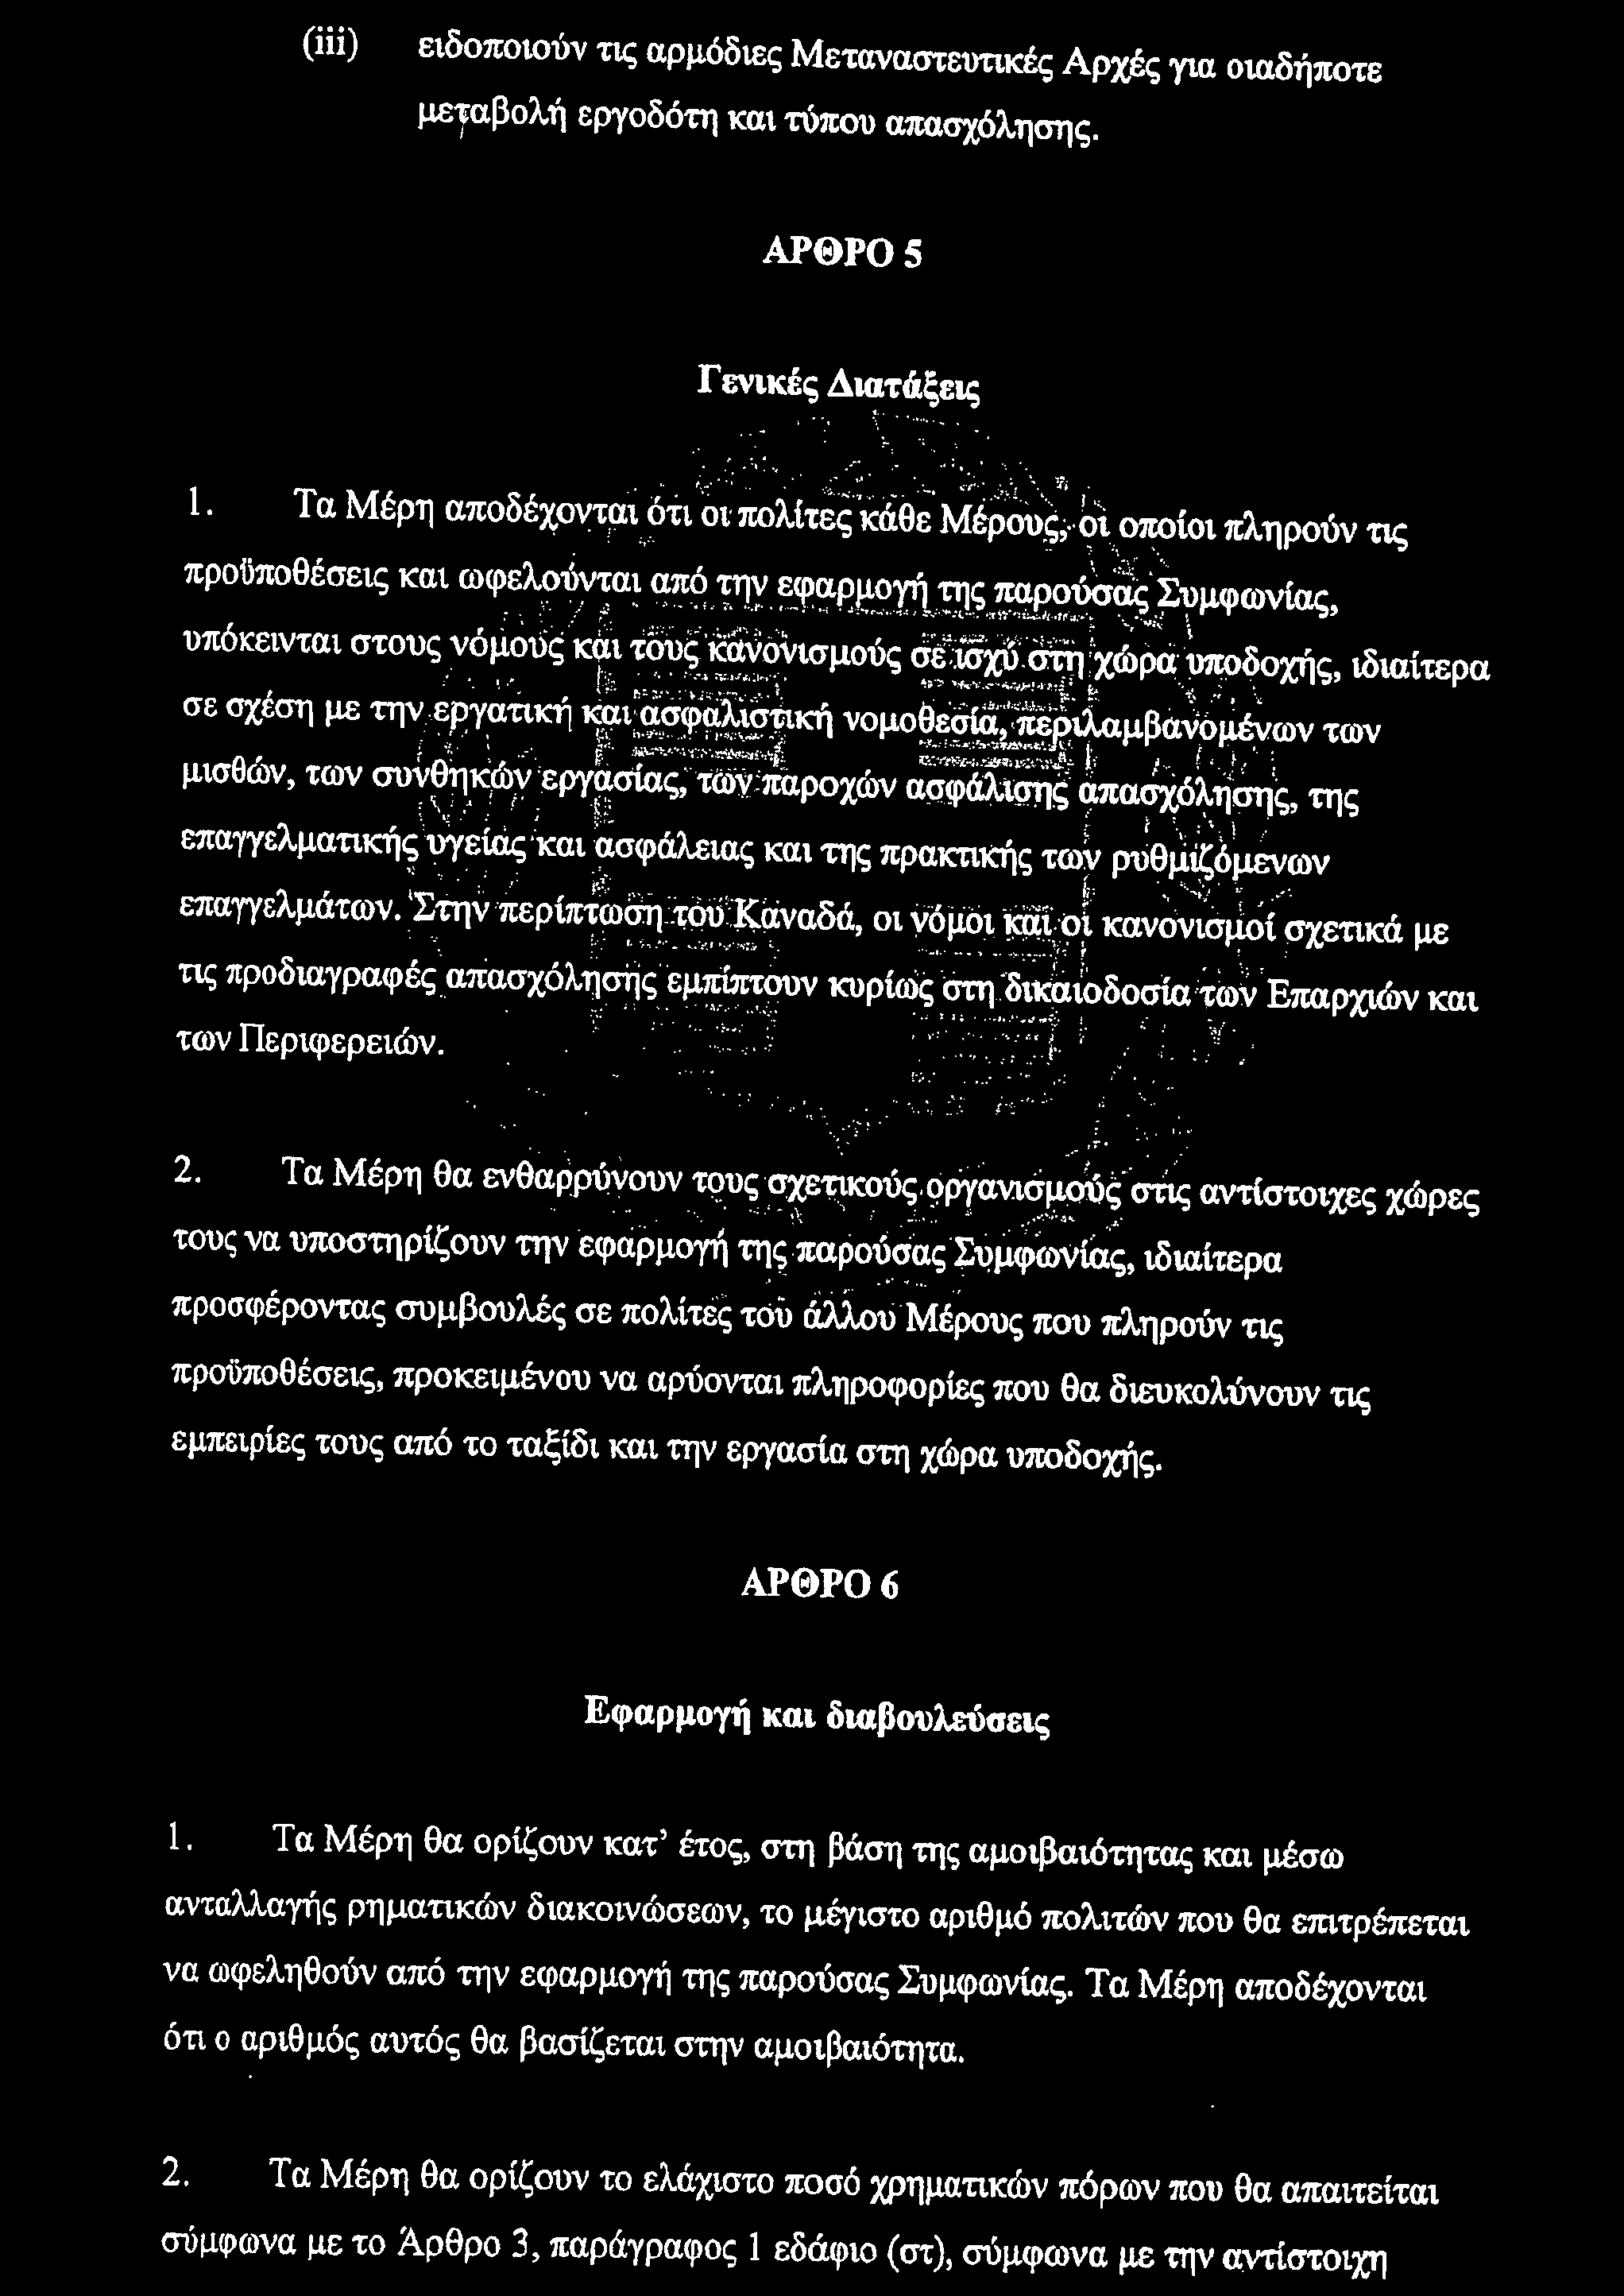 (iii) ειδοποιούν τις αρμόδιες Μεταναστευτικές Αρχές για οιαδήποτε
μεταβολή εργοδότη και τύπου απασχόλησης.
ΑΡΘΡΟ 5
Γενικές Διατάξεις
1. Τα Μέρη αποδέχονται ότι οι πολίτες κάθε Μέρους, οι οποίοι πληρούν τις
προϋποθέσεις και ωφελούνται από την εφαρμογή της παρούσας Συμφωνίας,
υπόκεινται στους νόμους και τους κανονισμούς σε ισχύ στη χώρα υποδοχής, ιδιαίτερα
σε σχέση με την εργατική και ασφαλιστική νομοθεσία, περιλαμβανομένων των
μισθών, των συνθηκών εργασίας, των παροχών ασφάλισης απασχόλησης, της
επαγγελματικής υγείας και ασφάλειας και της πρακτικής των ρυθμιζόμενων
επαγγελμάτων. Στην περίπτωση του Καναδά, οι νόμοι και οι κανονισμοί σχετικά με
τις προδιαγραφές απασχόλησης εμπίπτουν κυρίως στη δικαιοδοσία των Επαρχιών και
των Περιφερειών.
2. Τα Μέρη θα ενθαρρύνουν τους σχετικούς οργανισμούς στις αντίστοιχες χώρες
τους να υποστηρίζουν την εφαρμογή της παρούσας Συμφωνίας, ιδιαίτερα
προσφέροντας συμβουλές σε πολίτες του άλλου Μέρους που πληρούν τις
προϋποθέσεις, προκειμένου να αρύονται πληροφορίες που θα διευκολύνουν τις
εμπειρίες τους από το ταξίδι και την εργασία στη χώρα υποδοχής.
ΑΡΘΡΟ 6
Εφαρμογή και διαβουλεύσεις
1. Τα Μέρη θα ορίζουν κατ’ έτος, στη βάση της αμοιβαιότητας και μέσω
ανταλλαγής ρηματικών διακοινώσεων, το μέγιστο αριθμό πολιτών που θα επιτρέπεται
να ωφεληθούν από την εφαρμογή της παρούσας Συμφωνίας. Τα Μέρη αποδέχονται
ότι ο αριθμός αυτός θα βασίζεται στην αμοιβαιότητα.
2. Τα Μέρη θα ορίζουν το ελάχιστο ποσό χρηματικών πόρων που θα απαιτείται
σύμφωνα με το Άρθρο 3, παράγραφος 1 εδάφιο (στ), σύμφωνα με την αντίστοιχη